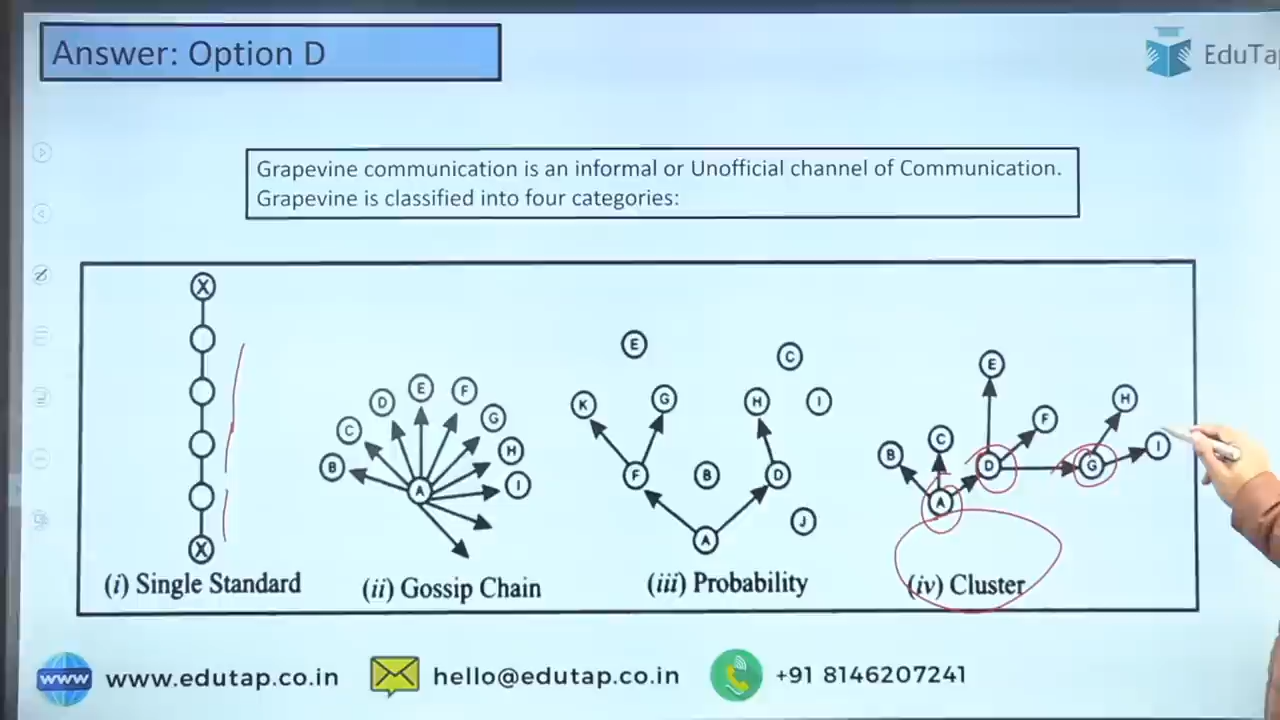 Answer: Option D
EduTap
Grapevine communication is an informal or Unofficial channel of Communication.
Grapevine is classified into four categories:
X
X
(i) Single Standard
B
C
D
E
F
G
H
I
A
(ii) Gossip Chain
E
C
K
G
H
I
F
B
D
J
A
(iii) Probability
E
H
F
C
B
I
D
G
A
(iv) Cluster
www
www.edutap.co.in
hello@edutap.co.in
+91 8146207241